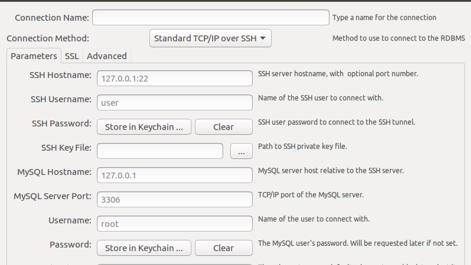 Connection Name: Type a name for the connection
Connection Method: Standard TCP/IP over SSH Method to use to connect to the RDBMS
Parameters SSL Advanced
SSH Hostname: 127.0.0.1:22 SSH server hostname, with optional port number.
SSH Username: user Name of the SSH user to connect with.
SSH Password: Store in Keychain ... Clear SSH user password to connect to the SSH tunnel.
SSH Key File: ... Path to SSH private key file.
MySQL Hostname: 127.0.0.1 MySQL server host relative to the SSH server.
MySQL Server Port: 3306 TCP/IP port of the MySQL server.
Username: root Name of the user to connect with.
Password: Store in Keychain ... Clear The MySQL user's password. Will be requested later if not set.